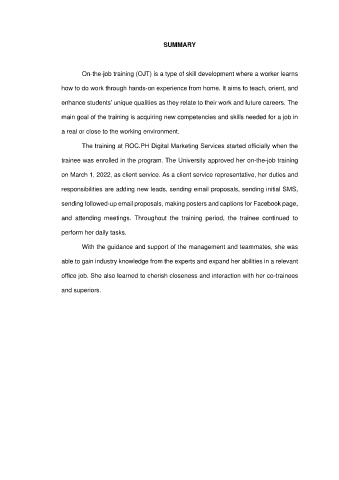 SUMMARY
On-the-job training (OJT) is a type of skill development where a worker learns
how to do work through hands-on experience from home. It aims to teach, orient, and
enhance students' unique qualities as they relate to their work and future careers. The
main goal of the training is acquiring new competencies and skills needed for a job in
a real or close to the working environment.
The training at ROC.PH Digital Marketing Services started officially when the
trainee was enrolled in the program. The University approved her on-the-job training
on March 1, 2022, as client service. As a client service representative, her duties and
responsibilities are adding new leads, sending email proposals, sending initial SMS,
sending followed-up email proposals, making posters and captions for Facebook page,
and attending meetings. Throughout the training period, the trainee continued to
perform her daily tasks.
With the guidance and support of the management and teammates, she was
able to gain industry knowledge from the experts and expand her abilities in a relevant
office job. She also learned to cherish closeness and interaction with her co-trainees
and superiors.